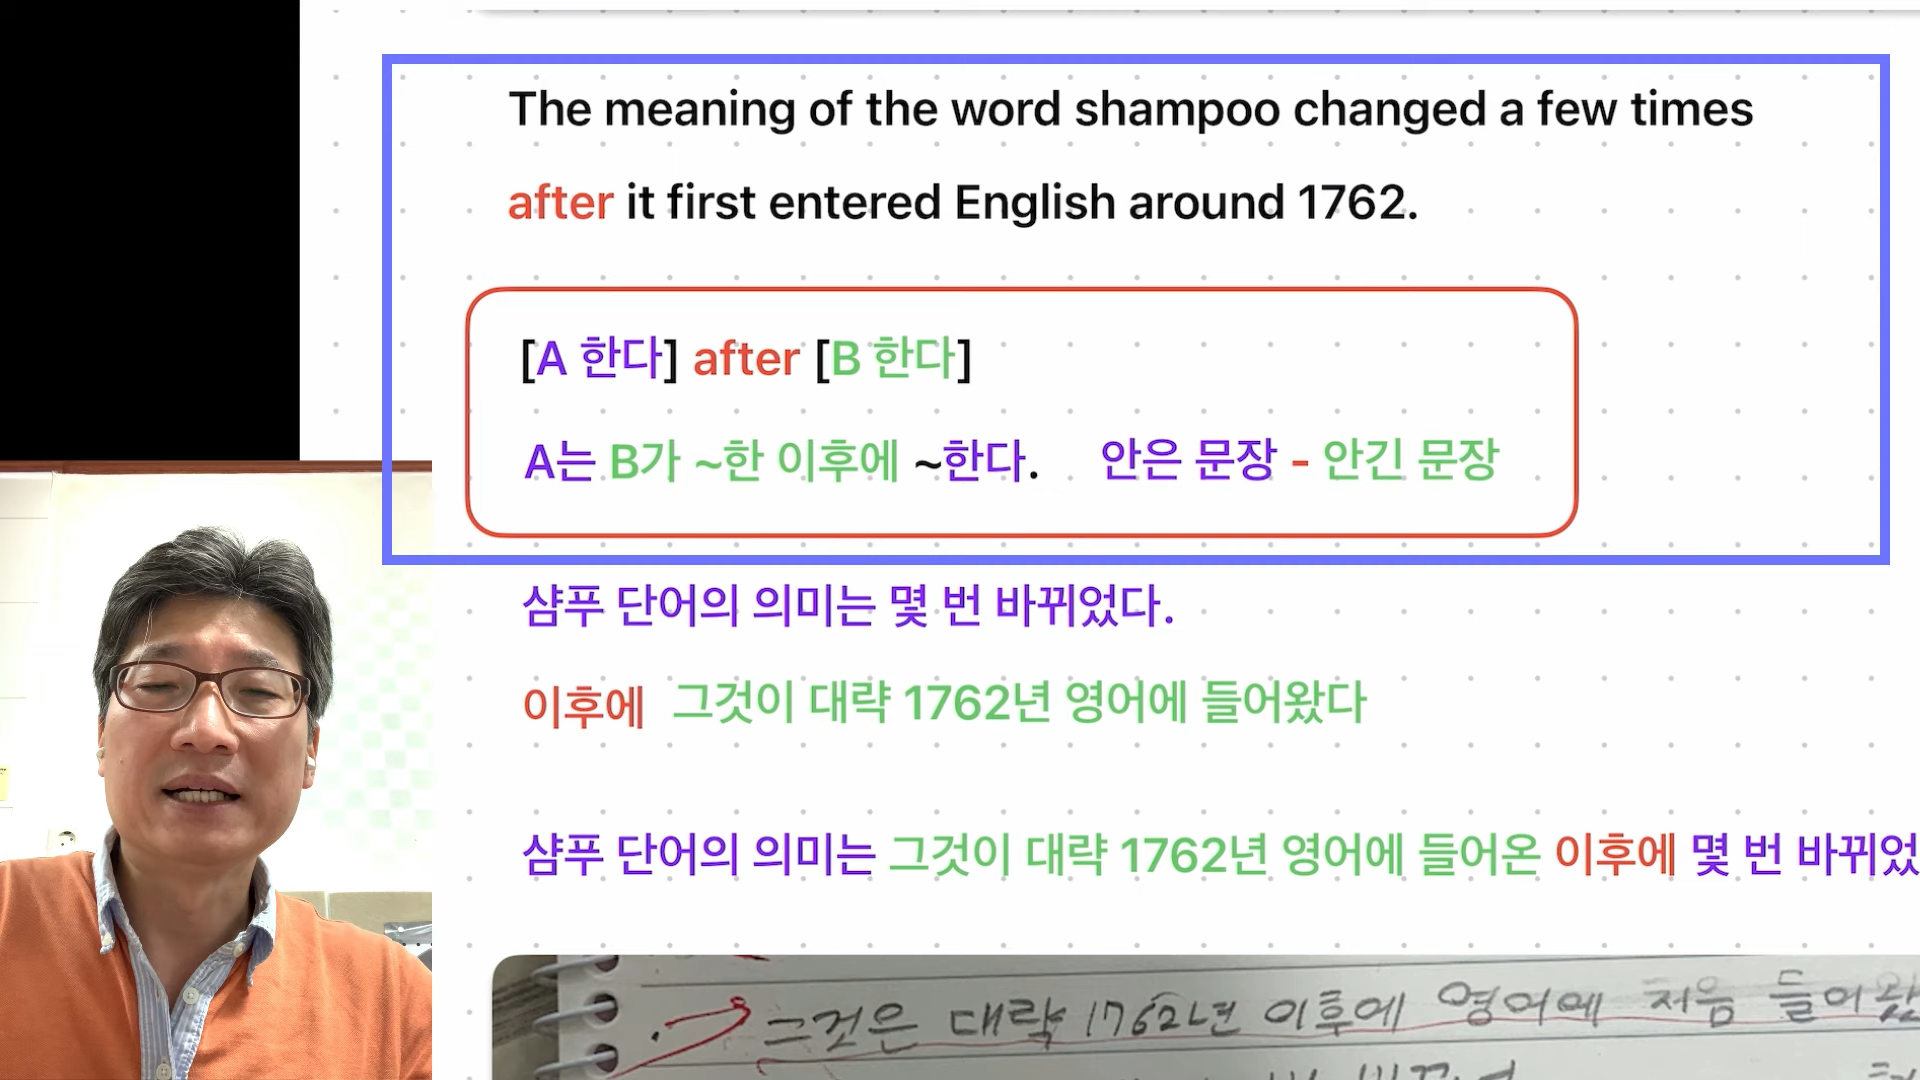 The meaning of the word shampoo changed a few times
after it first entered English around 1762.
[A 한다] after [B 한다]
A는 B가 ~한 이후에 ~한다. 안은 문장 - 안긴 문장
샴푸 단어의 의미는 몇 번 바뀌었다.
이후에 그것이 대략 1762년 영어에 들어왔다
샴푸 단어의 의미는 그것이 대략 1762년 영어에 들어온 이후에 몇 번 바뀌었
그것은 대략 1762년 이후에 영어에 처음 들어왔